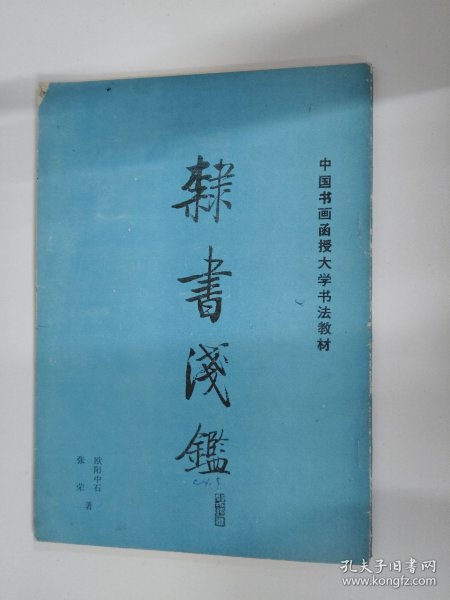 中国书画函授大学书法教材
隸書淺鑑
欧阳中石
张荣 著
孔夫子旧书网
www.kongfz.com